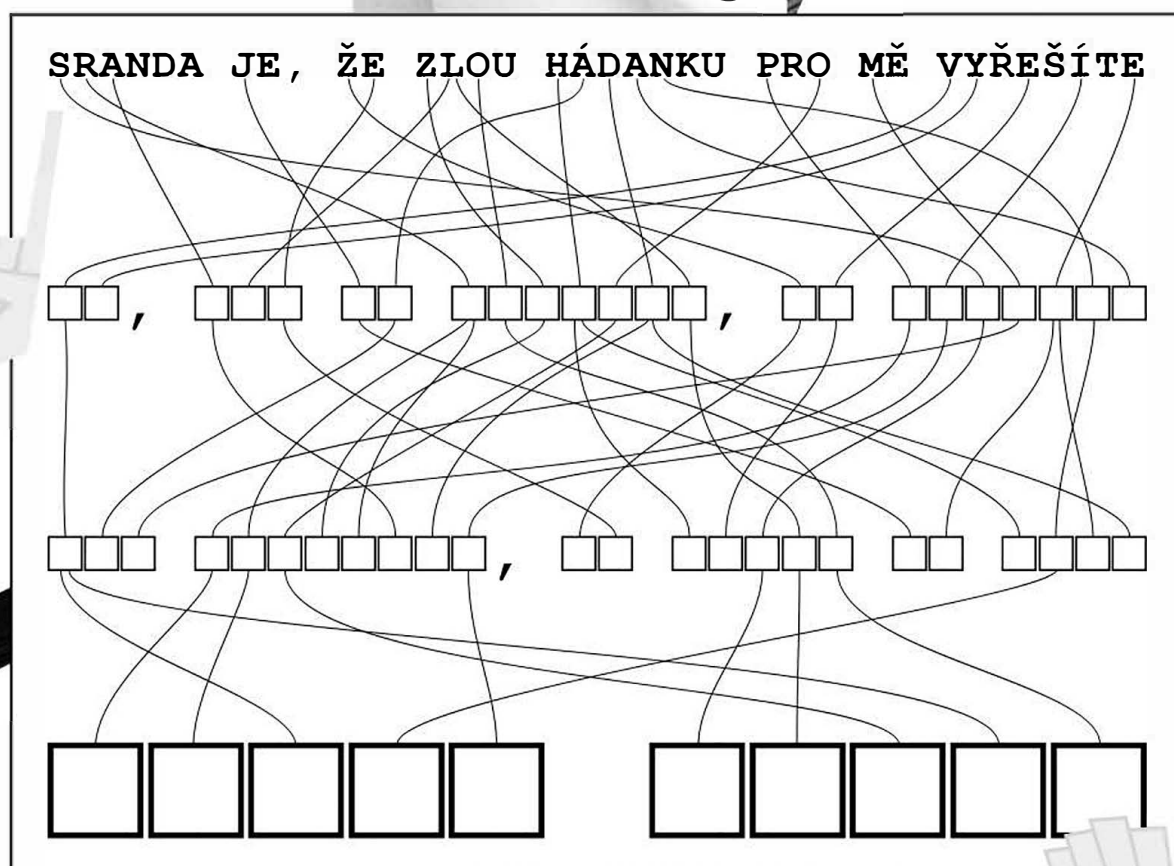 SRANDA JE, ŽE ZLOU HÁDANKU PRO MĚ VYŘEŠÍTE
, ,
,